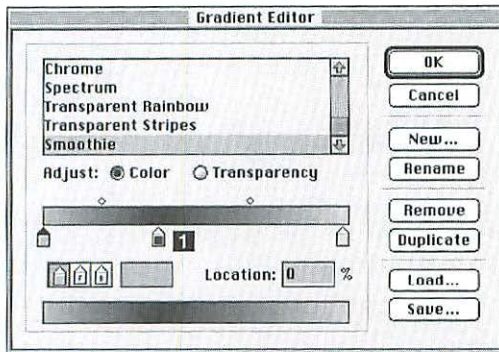 Gradient Editor
Chrome
Spectrum
Transparent Rainbow
Transparent Stripes
Smoothie
Adjust: Color Transparency
1
Location: 0 %
OK
Cancel
New...
Rename
Remove
Duplicate
Load...
Save...